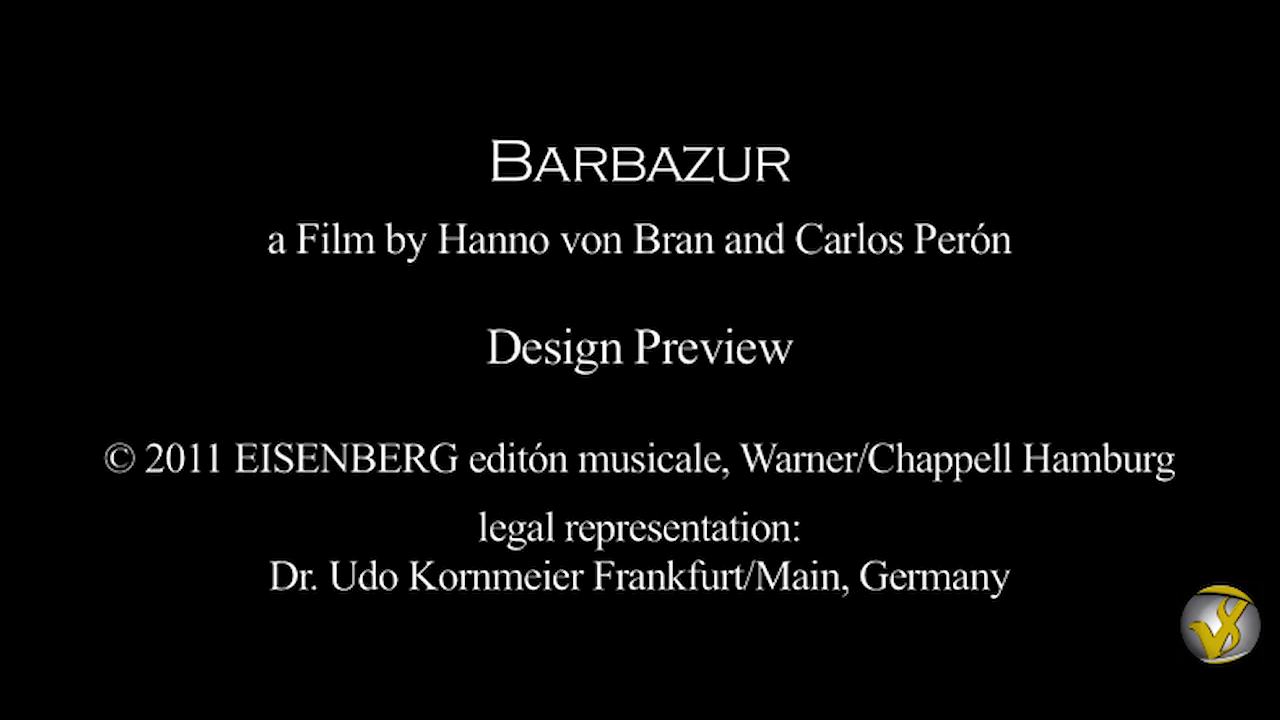 BARBAZUR
a Film by Hanno von Bran and Carlos Perón
Design Preview
© 2011 EISENBERG editón musicale, Warner/Chappell Hamburg
legal representation:
Dr. Udo Kornmeier Frankfurt/Main, Germany